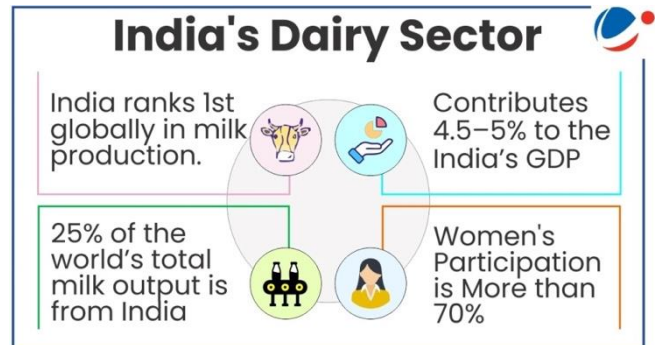 India's Dairy Sector
India ranks 1st
globally in milk
production.
Contributes
4.5–5% to the
India's GDP
25% of the
world's total
milk output is
from India
Women's
Participation
is More than
70%